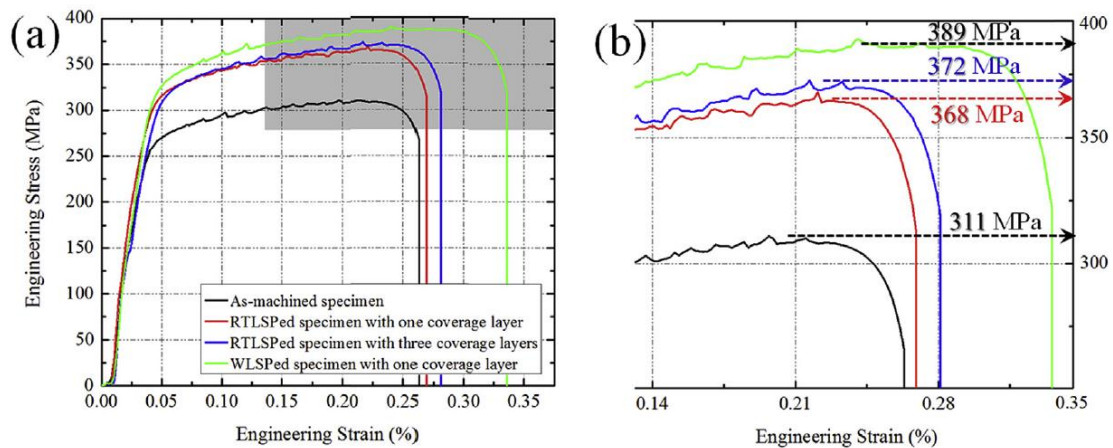 (a)
400
350
300
250
200
150
100
50
0
Engineering Stress (MPa)
As-machined specimen
RTLSPed specimen with one coverage layer
RTLSPed specimen with three coverage layers
WLSPed specimen with one coverage layer
0.00 0.05 0.10 0.15 0.20 0.25 0.30 0.35
Engineering Strain (%)
(b)
400
389 MPa
372 MPa
368 MPa
350
311 MPa
300
0.14 0.21 0.28 0.35
Engineering Strain (%)